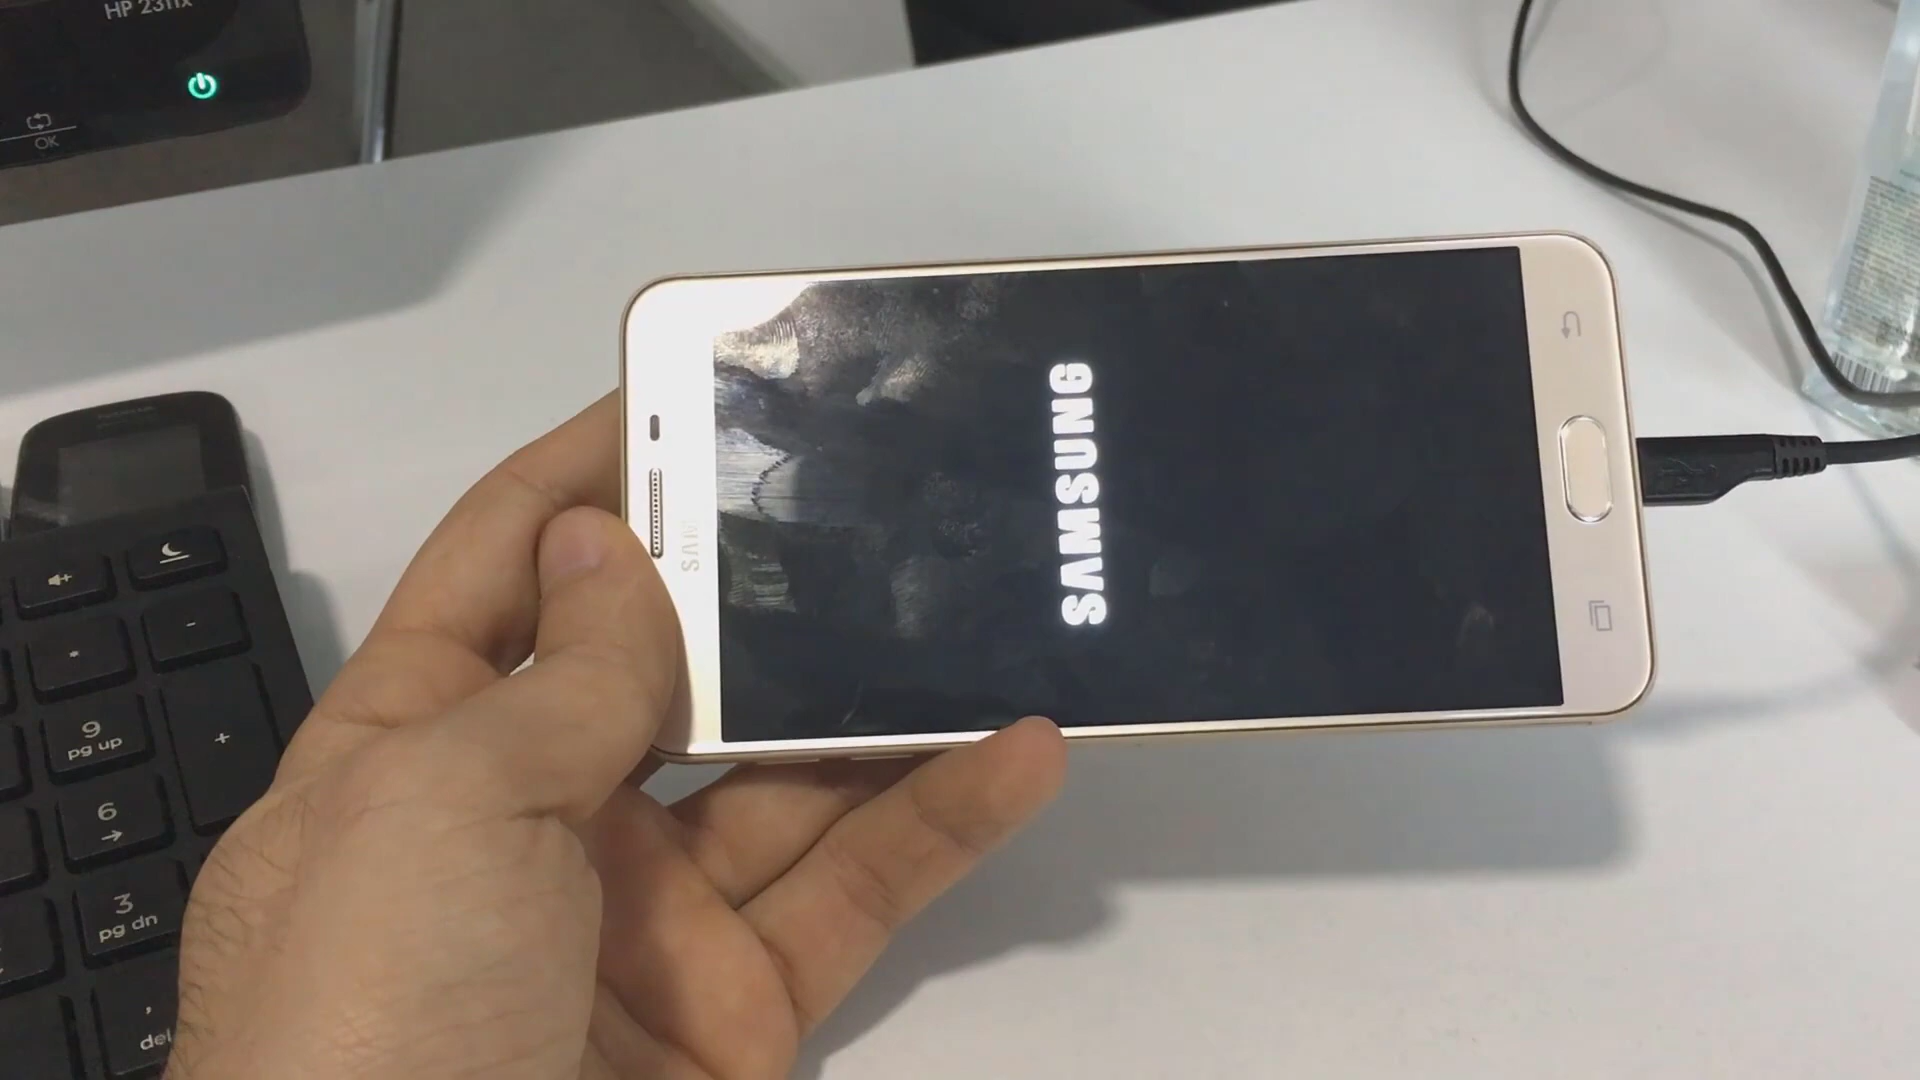 HP 2311x
OK
SAMSUNG
SAM
*
-
9
pg up
+
6
→
3
pg dn
,
del